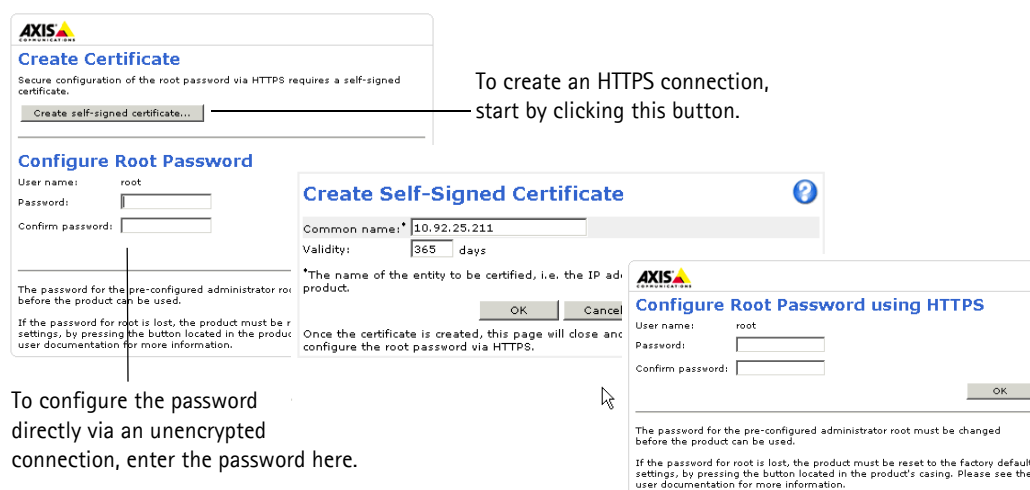 AXIS
COMMUNICATIONS
Create Certificate
Secure configuration of the root password via HTTPS requires a self-signed
certificate.
Create self-signed certificate...
To create an HTTPS connection,
start by clicking this button.
Configure Root Password
User name: root
Password:
Confirm password:
The password for the pre-configured administrator
before the product can be used.
If the password for root is lost, the product must be
settings, by pressing the button located in the
user documentation for more information.
Create Self-Signed Certificate
?
Common name:* 10.92.25.211
Validity: 365 days
*The name of the entity to be certified, i.e. the IP
product.
OK Cancel
Once the certificate is created, this page will close and
configure the root password via HTTPS.
AXIS
COMMUNICATIONS
Configure Root Password using HTTPS
User name: root
Password:
Confirm password:
OK
The password for the pre-configured administrator root must be changed
before the product can be used.
If the password for root is lost, the product must be reset to the factory default
settings, by pressing the button located in the product's casing. Please see the
user documentation for more information.
To configure the password
directly via an unencrypted
connection, enter the password here.